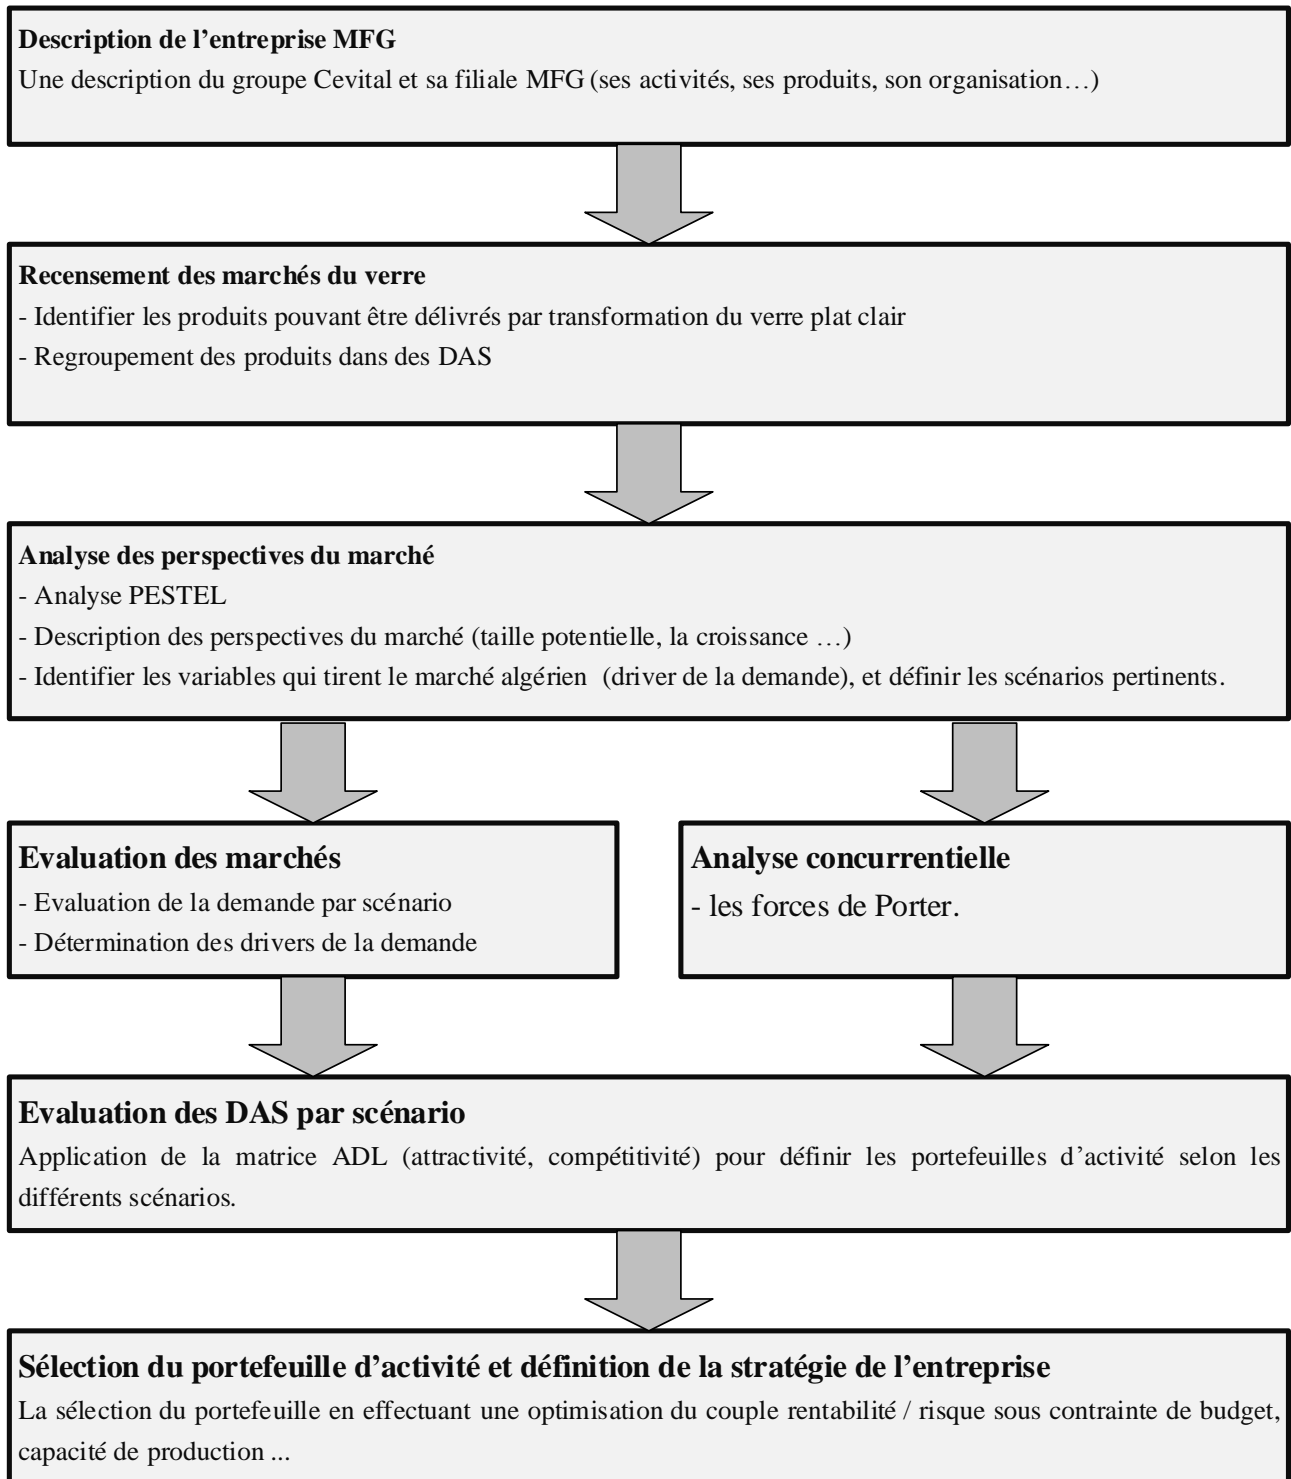 Description de l’entreprise MFG
Une description du groupe Cevital et sa filiale MFG (ses activités, ses produits, son organisation…)
Recensement des marchés du verre
- Identifier les produits pouvant être délivrés par transformation du verre plat clair
- Regroupement des produits dans des DAS
Analyse des perspectives du marché
- Analyse PESTEL
- Description des perspectives du marché (taille potentielle, la croissance …)
- Identifier les variables qui tirent le marché algérien (driver de la demande), et définir les scénarios pertinents.
Evaluation des marchés
- Evaluation de la demande par scénario
- Détermination des drivers de la demande
Analyse concurrentielle
- les forces de Porter.
Evaluation des DAS par scénario
Application de la matrice ADL (attractivité, compétitivité) pour définir les portefeuilles d’activité selon les
différents scénarios.
Sélection du portefeuille d’activité et définition de la stratégie de l’entreprise
La sélection du portefeuille en effectuant une optimisation du couple rentabilité / risque sous contrainte de budget,
capacité de production ...